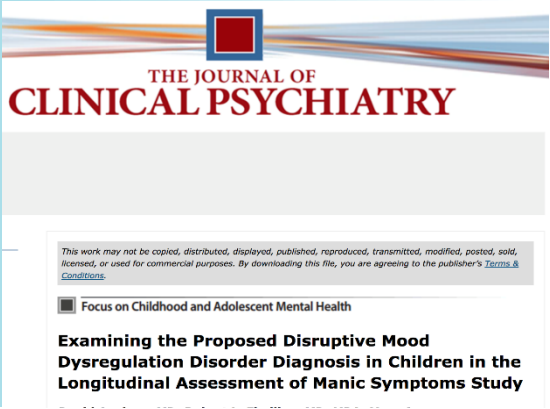 THE JOURNAL OF
CLINICAL PSYCHIATRY
This work may not be copied, distributed, displayed, published, reproduced, transmitted, modified, posted, sold,
licensed, or used for commercial purposes. By downloading this file, you are agreeing to the publisher's Terms &
Conditions.
Focus on Childhood and Adolescent Mental Health
Examining the Proposed Disruptive Mood
Dysregulation Disorder Diagnosis in Children in the
Longitudinal Assessment of Manic Symptoms Study